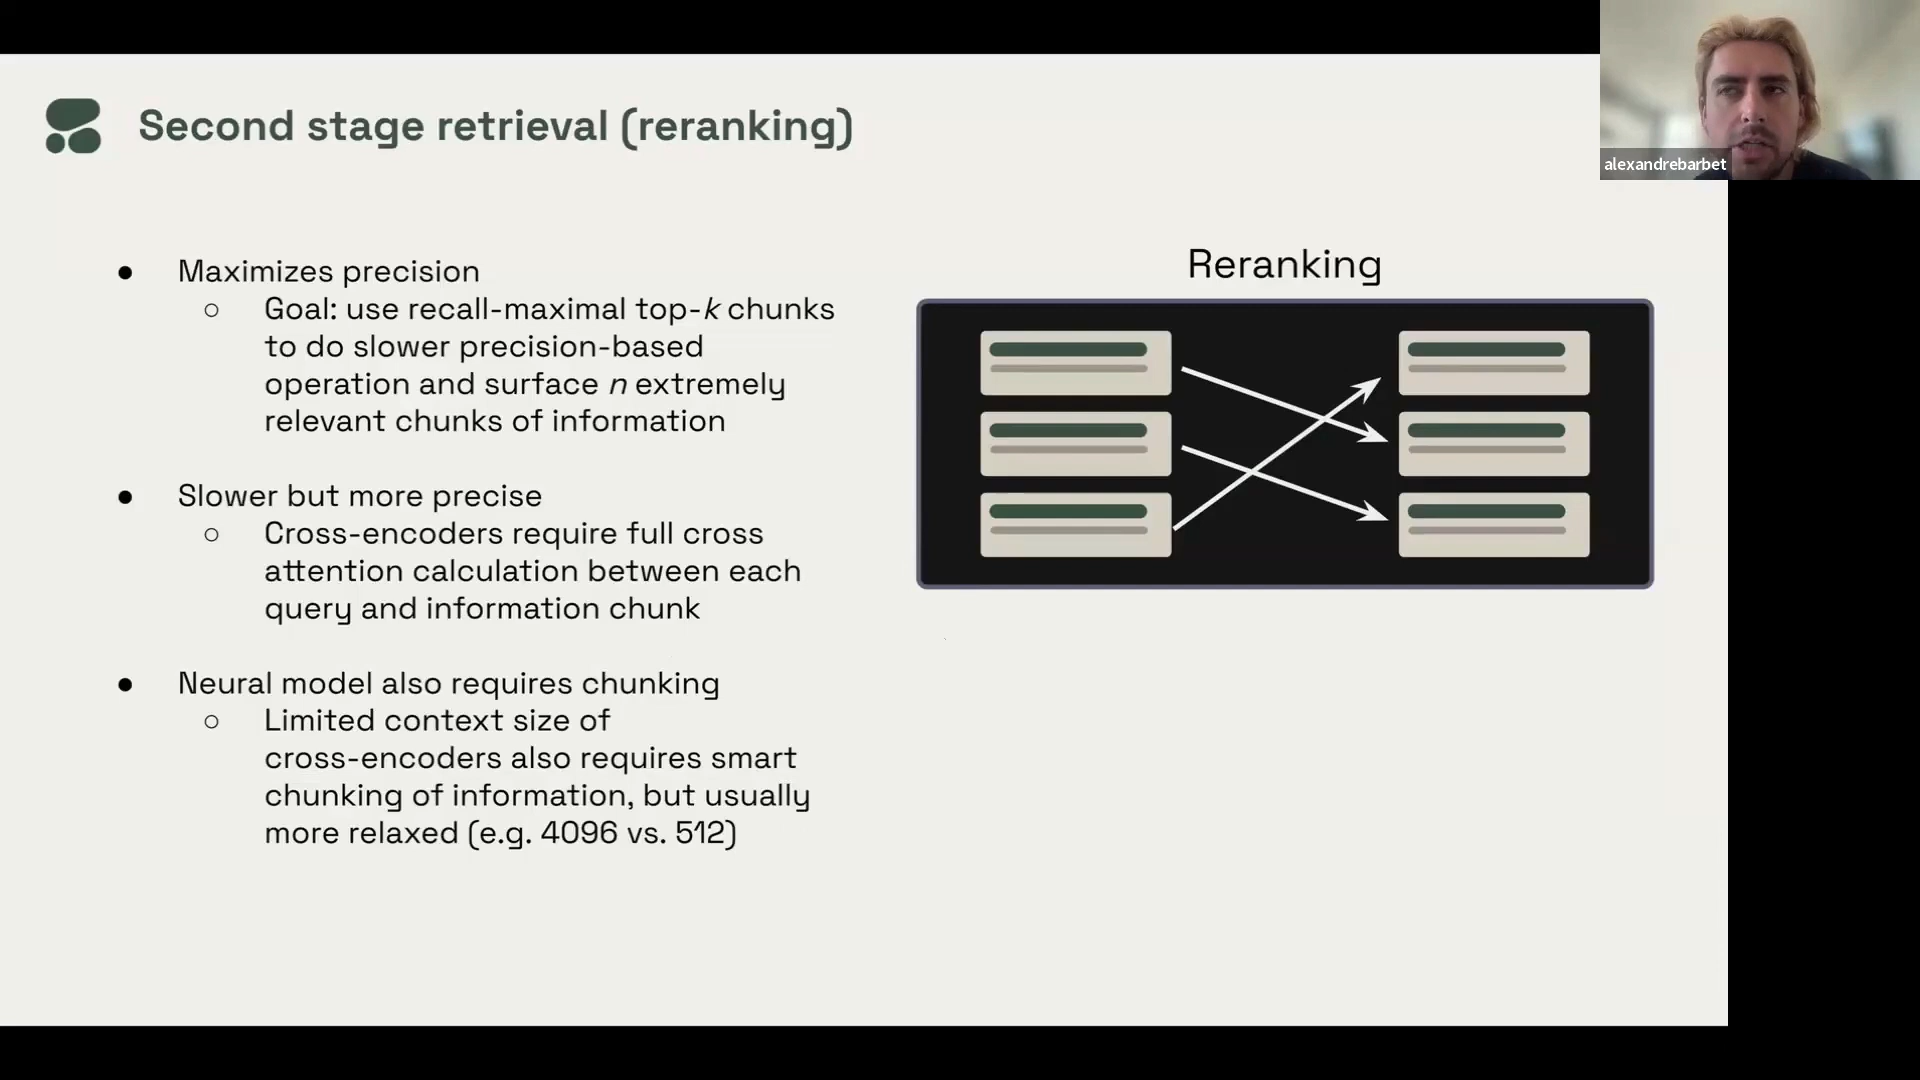 Second stage retrieval (reranking)
alexandrebarbet
● Maximizes precision
○ Goal: use recall-maximal top-k chunks
to do slower precision-based
operation and surface n extremely
relevant chunks of information
● Slower but more precise
○ Cross-encoders require full cross
attention calculation between each
query and information chunk
● Neural model also requires chunking
○ Limited context size of
cross-encoders also requires smart
chunking of information, but usually
more relaxed (e.g. 4096 vs. 512)
Reranking